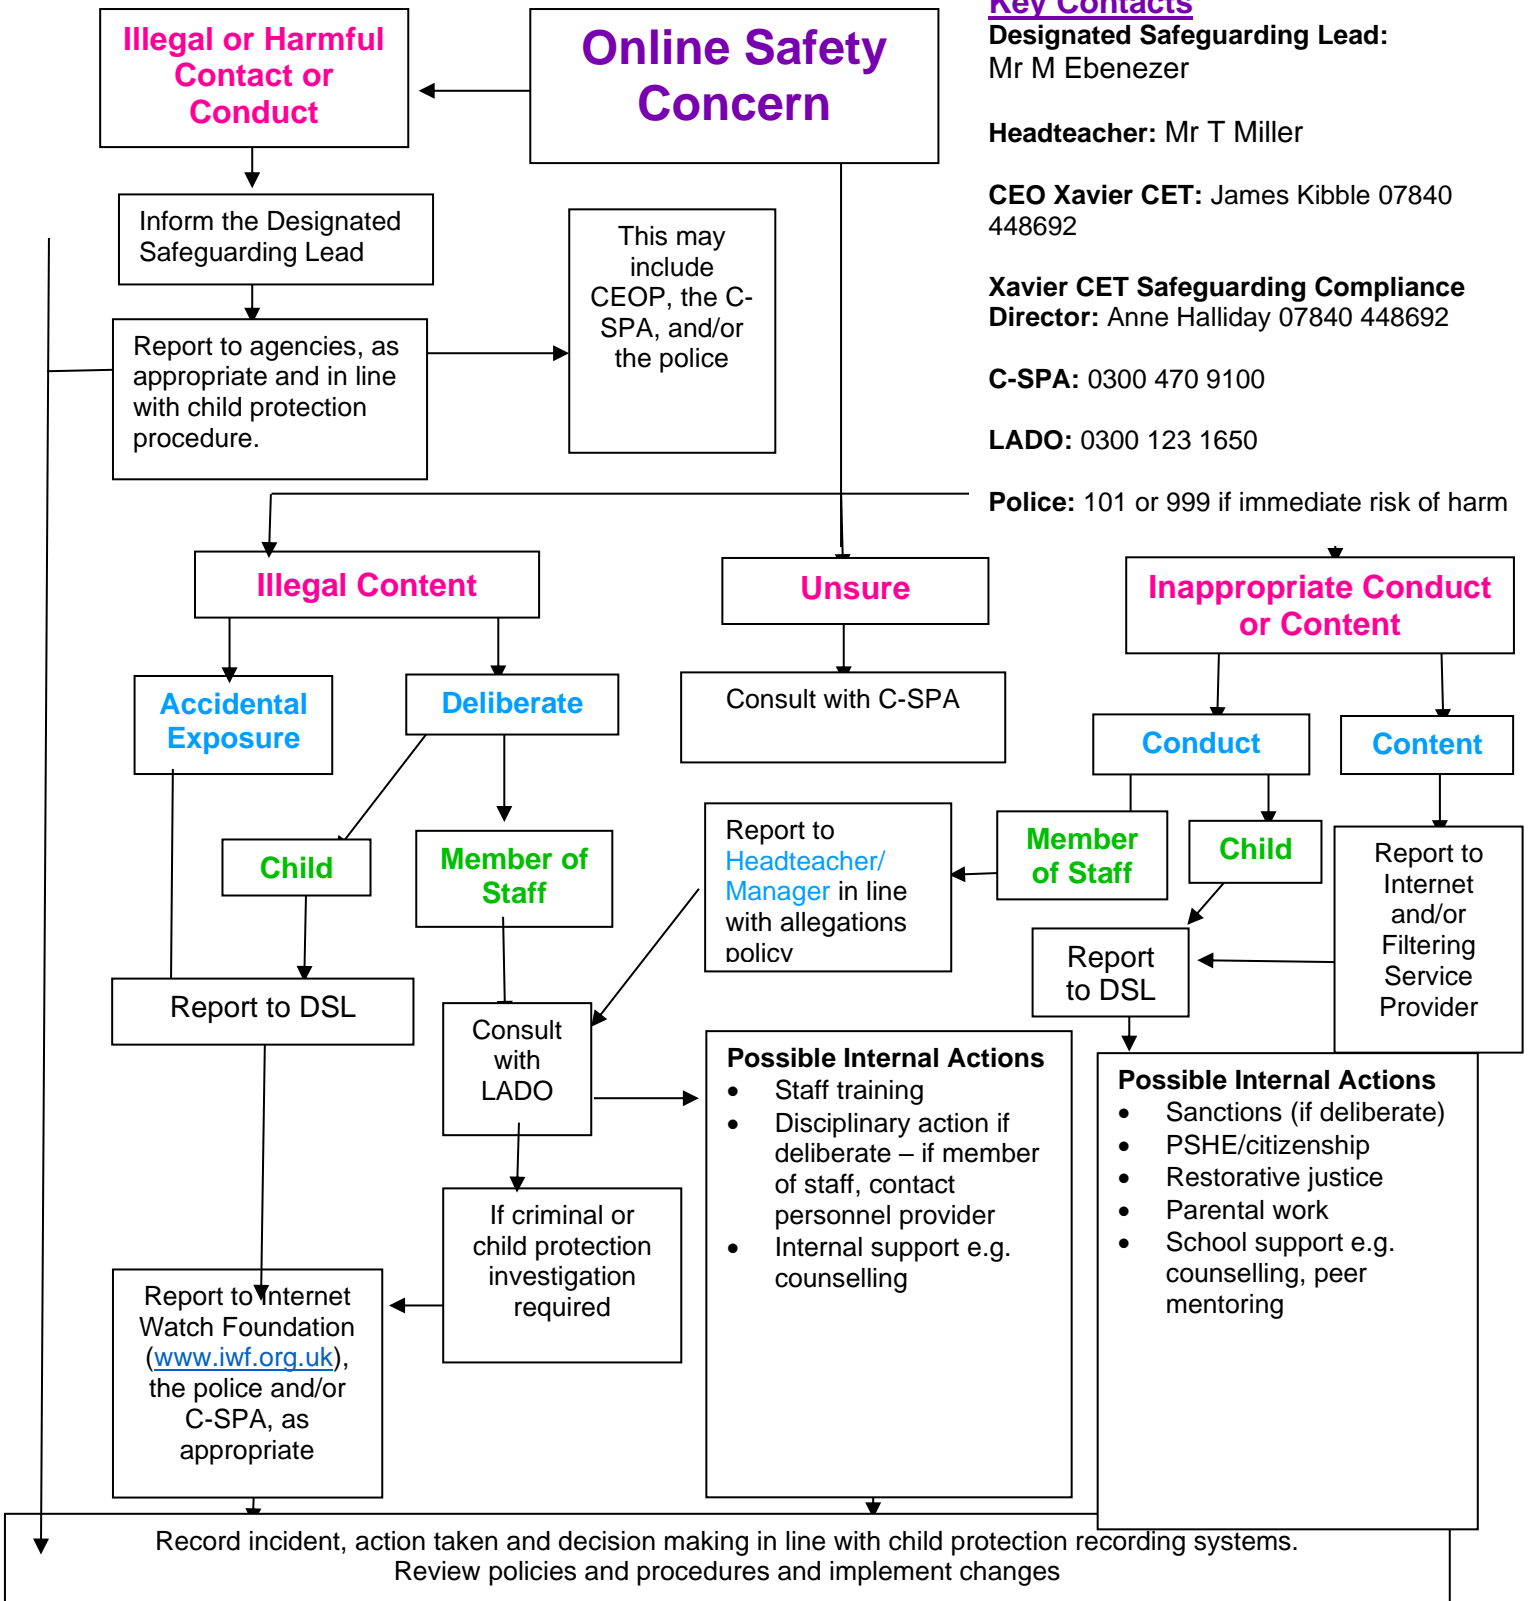 Key Contacts
Illegal or Harmful
Contact or
Conduct
Online Safety
Concern
Designated Safeguarding Lead:
Mr M Ebenezer
Headteacher: Mr T Miller
CEO Xavier CET: James Kibble 07840
448692
Xavier CET Safeguarding Compliance
Director: Anne Halliday 07840 448692
C-SPA: 0300 470 9100
LADO: 0300 123 1650
Police: 101 or 999 if immediate risk of harm
Inform the Designated
Safeguarding Lead
This may
include
CEOP, the C-
SPA, and/or
the police
Report to agencies, as
appropriate and in line
with child protection
procedure.
Illegal Content
Unsure
Inappropriate Conduct
or Content
Accidental
Exposure
Deliberate
Consult with C-SPA
Conduct
Content
Child
Member of
Staff
Report to
Headteacher/
Manager in line
with allegations
policy
Member
of Staff
Child
Report to
Internet
and/or
Filtering
Service
Provider
Report to DSL
Consult
with
LADO
Report
to DSL
Possible Internal Actions
• Staff training
• Disciplinary action if
deliberate – if member
of staff, contact
personnel provider
• Internal support e.g.
counselling
Possible Internal Actions
• Sanctions (if deliberate)
• PSHE/citizenship
• Restorative justice
• Parental work
• School support e.g.
counselling, peer
mentoring
If criminal or
child protection
investigation
required
Report to Internet
Watch Foundation
(www.iwf.org.uk),
the police and/or
C-SPA, as
appropriate
Record incident, action taken and decision making in line with child protection recording systems.
Review policies and procedures and implement changes